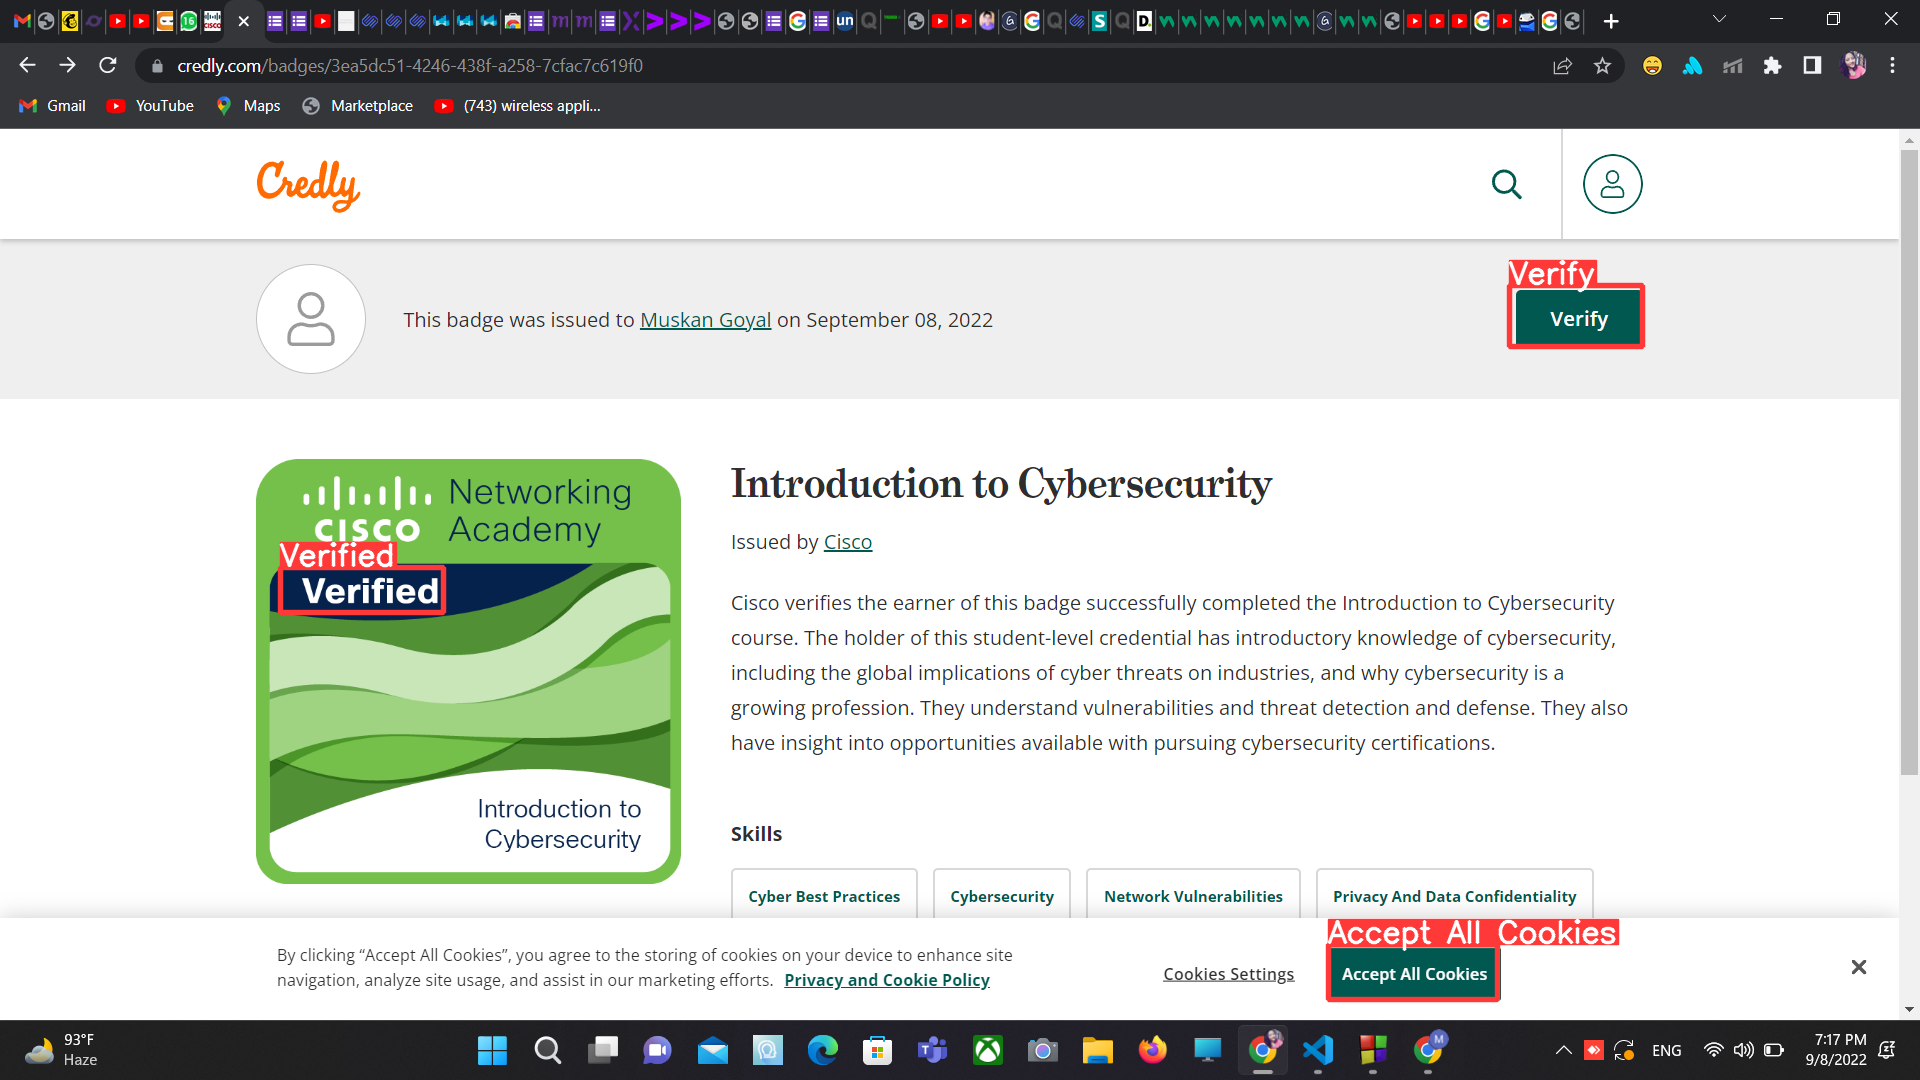 credly.com/badges/3ea5dc51-4246-438f-a258-7cfac7c619f0
Gmail
YouTube
Maps
Marketplace
(743) wireless appli...
Credly
Verify
This badge was issued to Muskan Goyal on September 08, 2022
Verify
CISCO
Networking
Academy
Verified
Verified
Introduction to
Cybersecurity
Introduction to Cybersecurity
Issued by Cisco
Cisco verifies the earner of this badge successfully completed the Introduction to Cybersecurity
course. The holder of this student-level credential has introductory knowledge of cybersecurity,
including the global implications of cyber threats on industries, and why cybersecurity is a
growing profession. They understand vulnerabilities and threat detection and defense. They also
have insight into opportunities available with pursuing cybersecurity certifications.
Skills
Cyber Best Practices
Cybersecurity
Network Vulnerabilities
Privacy And Data Confidentiality
By clicking “Accept All Cookies”, you agree to the storing of cookies on your device to enhance site
navigation, analyze site usage, and assist in our marketing efforts. Privacy and Cookie Policy
Cookies Settings
Accept All Cookies
Accept All Cookies
93°F
Haze
ENG
7:17 PM
9/8/2022